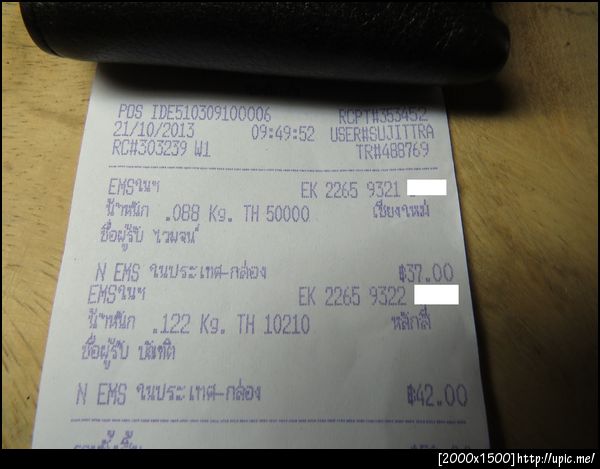 POS IDE510309100006 RCPT#353452
21/10/2013 09:49:52 USER#SUJITTRA
RC#303239 W1 TR#488769
EMSในฯ EK 2265 9321
น้ำหนัก .088 Kg. TH 50000 เชียงใหม่
ชื่อผู้รับ
N EMS ในประเทศ-กล่อง ฿37.00
EMSในฯ EK 2265 9322
น้ำหนัก .122 Kg. TH 10210 หลักสี่
ชื่อผู้รับ บัณฑิต
N EMS ในประเทศ-กล่อง ฿42.00
[2000x1500]http://upic.me/